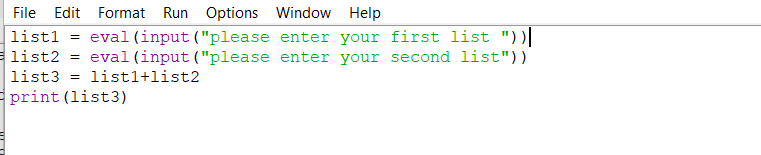 File Edit Format Run Options Window Help
list1 = eval(input("please enter your first list "))
list2 = eval(input("please enter your second list"))
list3 = list1+list2
print(list3)